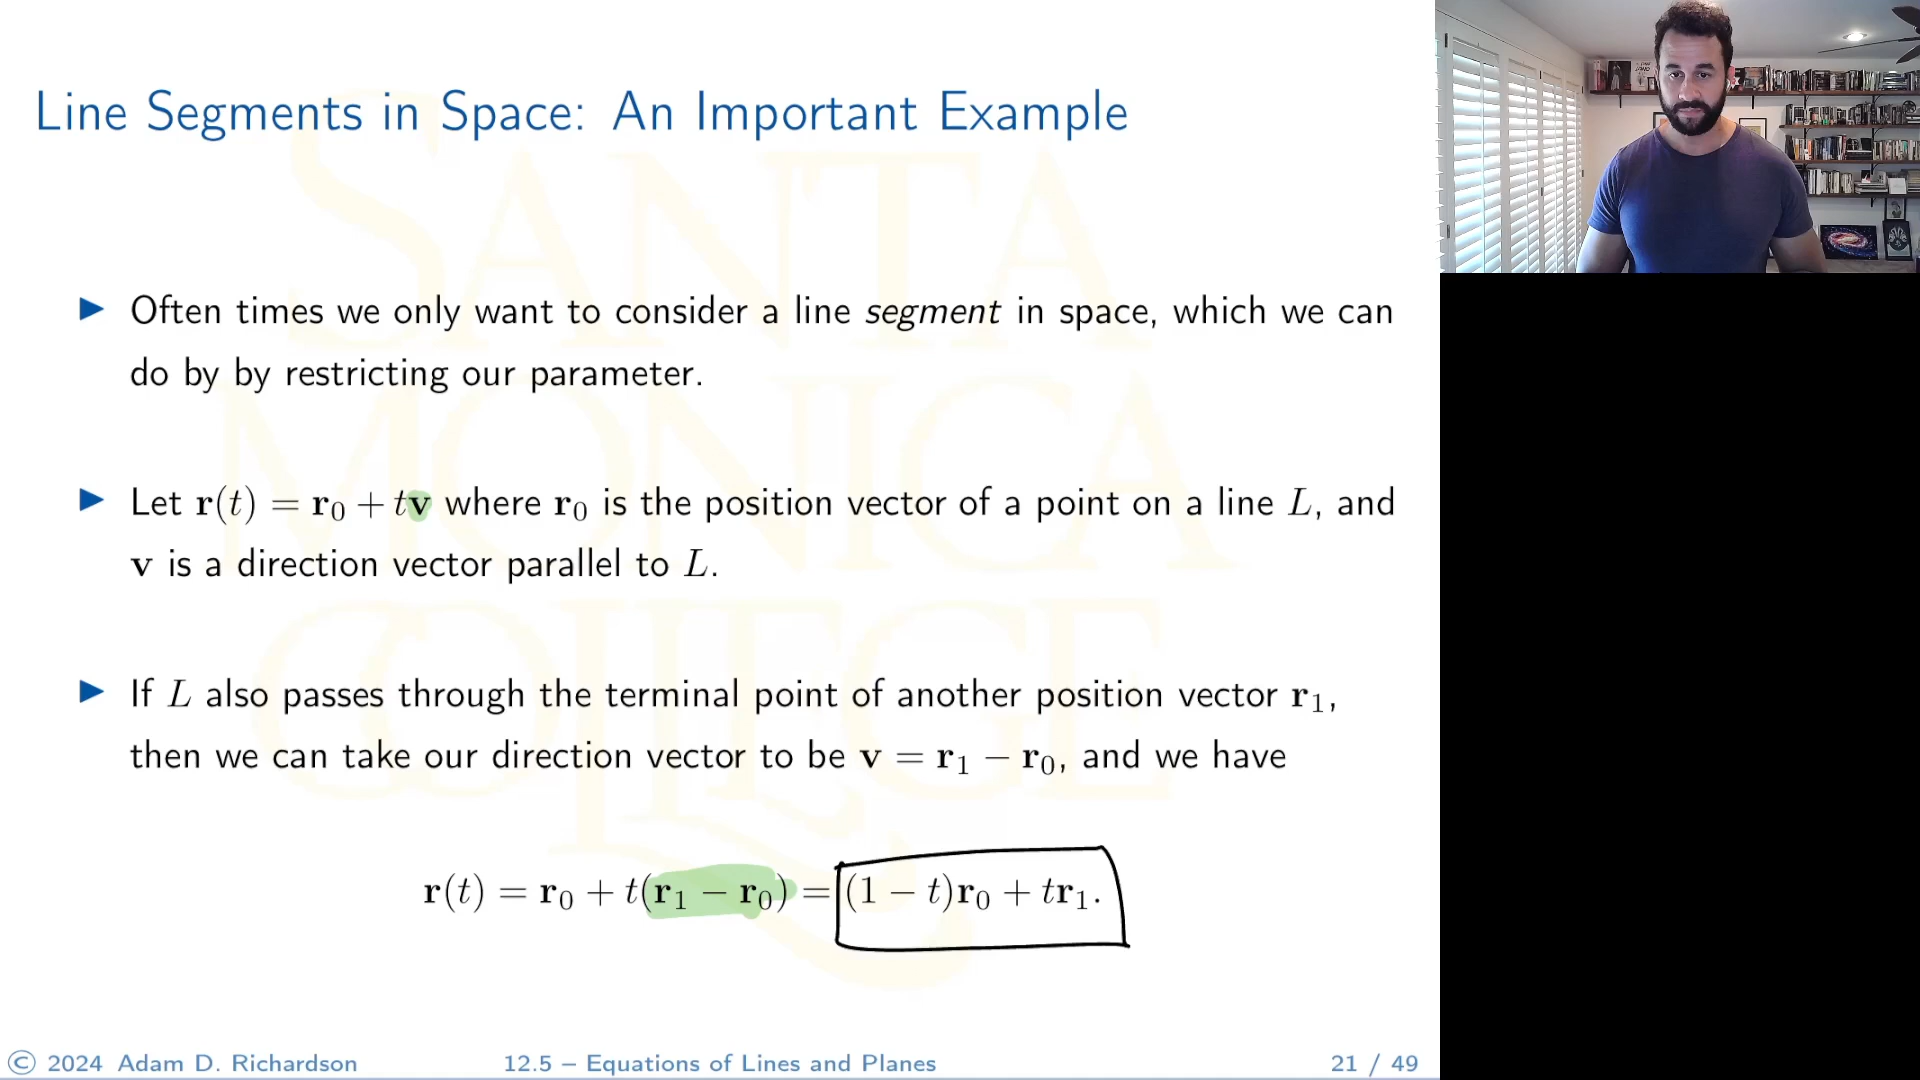 Line Segments in Space: An Important Example
▶ Often times we only want to consider a line segment in space, which we can
do by by restricting our parameter.
▶ Let r(t) = r₀ + tv where r₀ is the position vector of a point on a line L, and
v is a direction vector parallel to L.
▶ If L also passes through the terminal point of another position vector r₁,
then we can take our direction vector to be v = r₁ − r₀, and we have
r(t) = r₀ + t(r₁ − r₀) = (1 − t)r₀ + tr₁.
© 2024 Adam D. Richardson 12.5 – Equations of Lines and Planes 21 / 49
SANTA
MONICA
COLLEGE